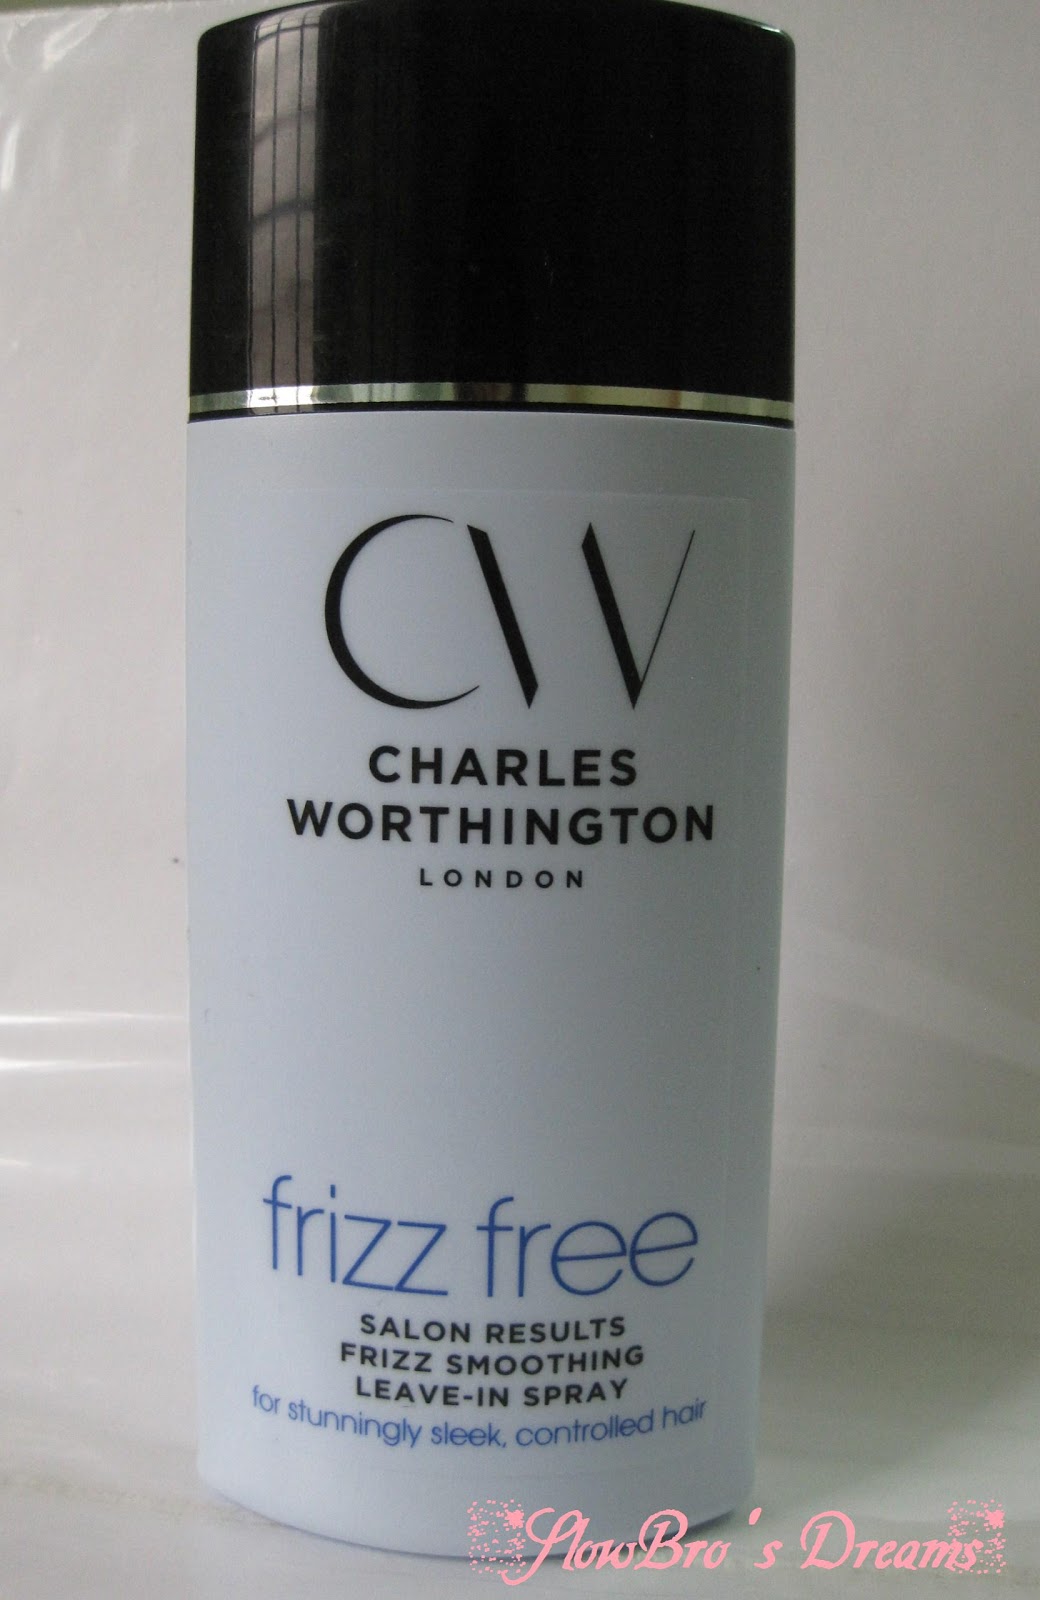 CW
CHARLES
WORTHINGTON
LONDON
frizz free
SALON RESULTS
FRIZZ SMOOTHING
LEAVE-IN SPRAY
for stunningly sleek, controlled hair
SlowBro's Dreams